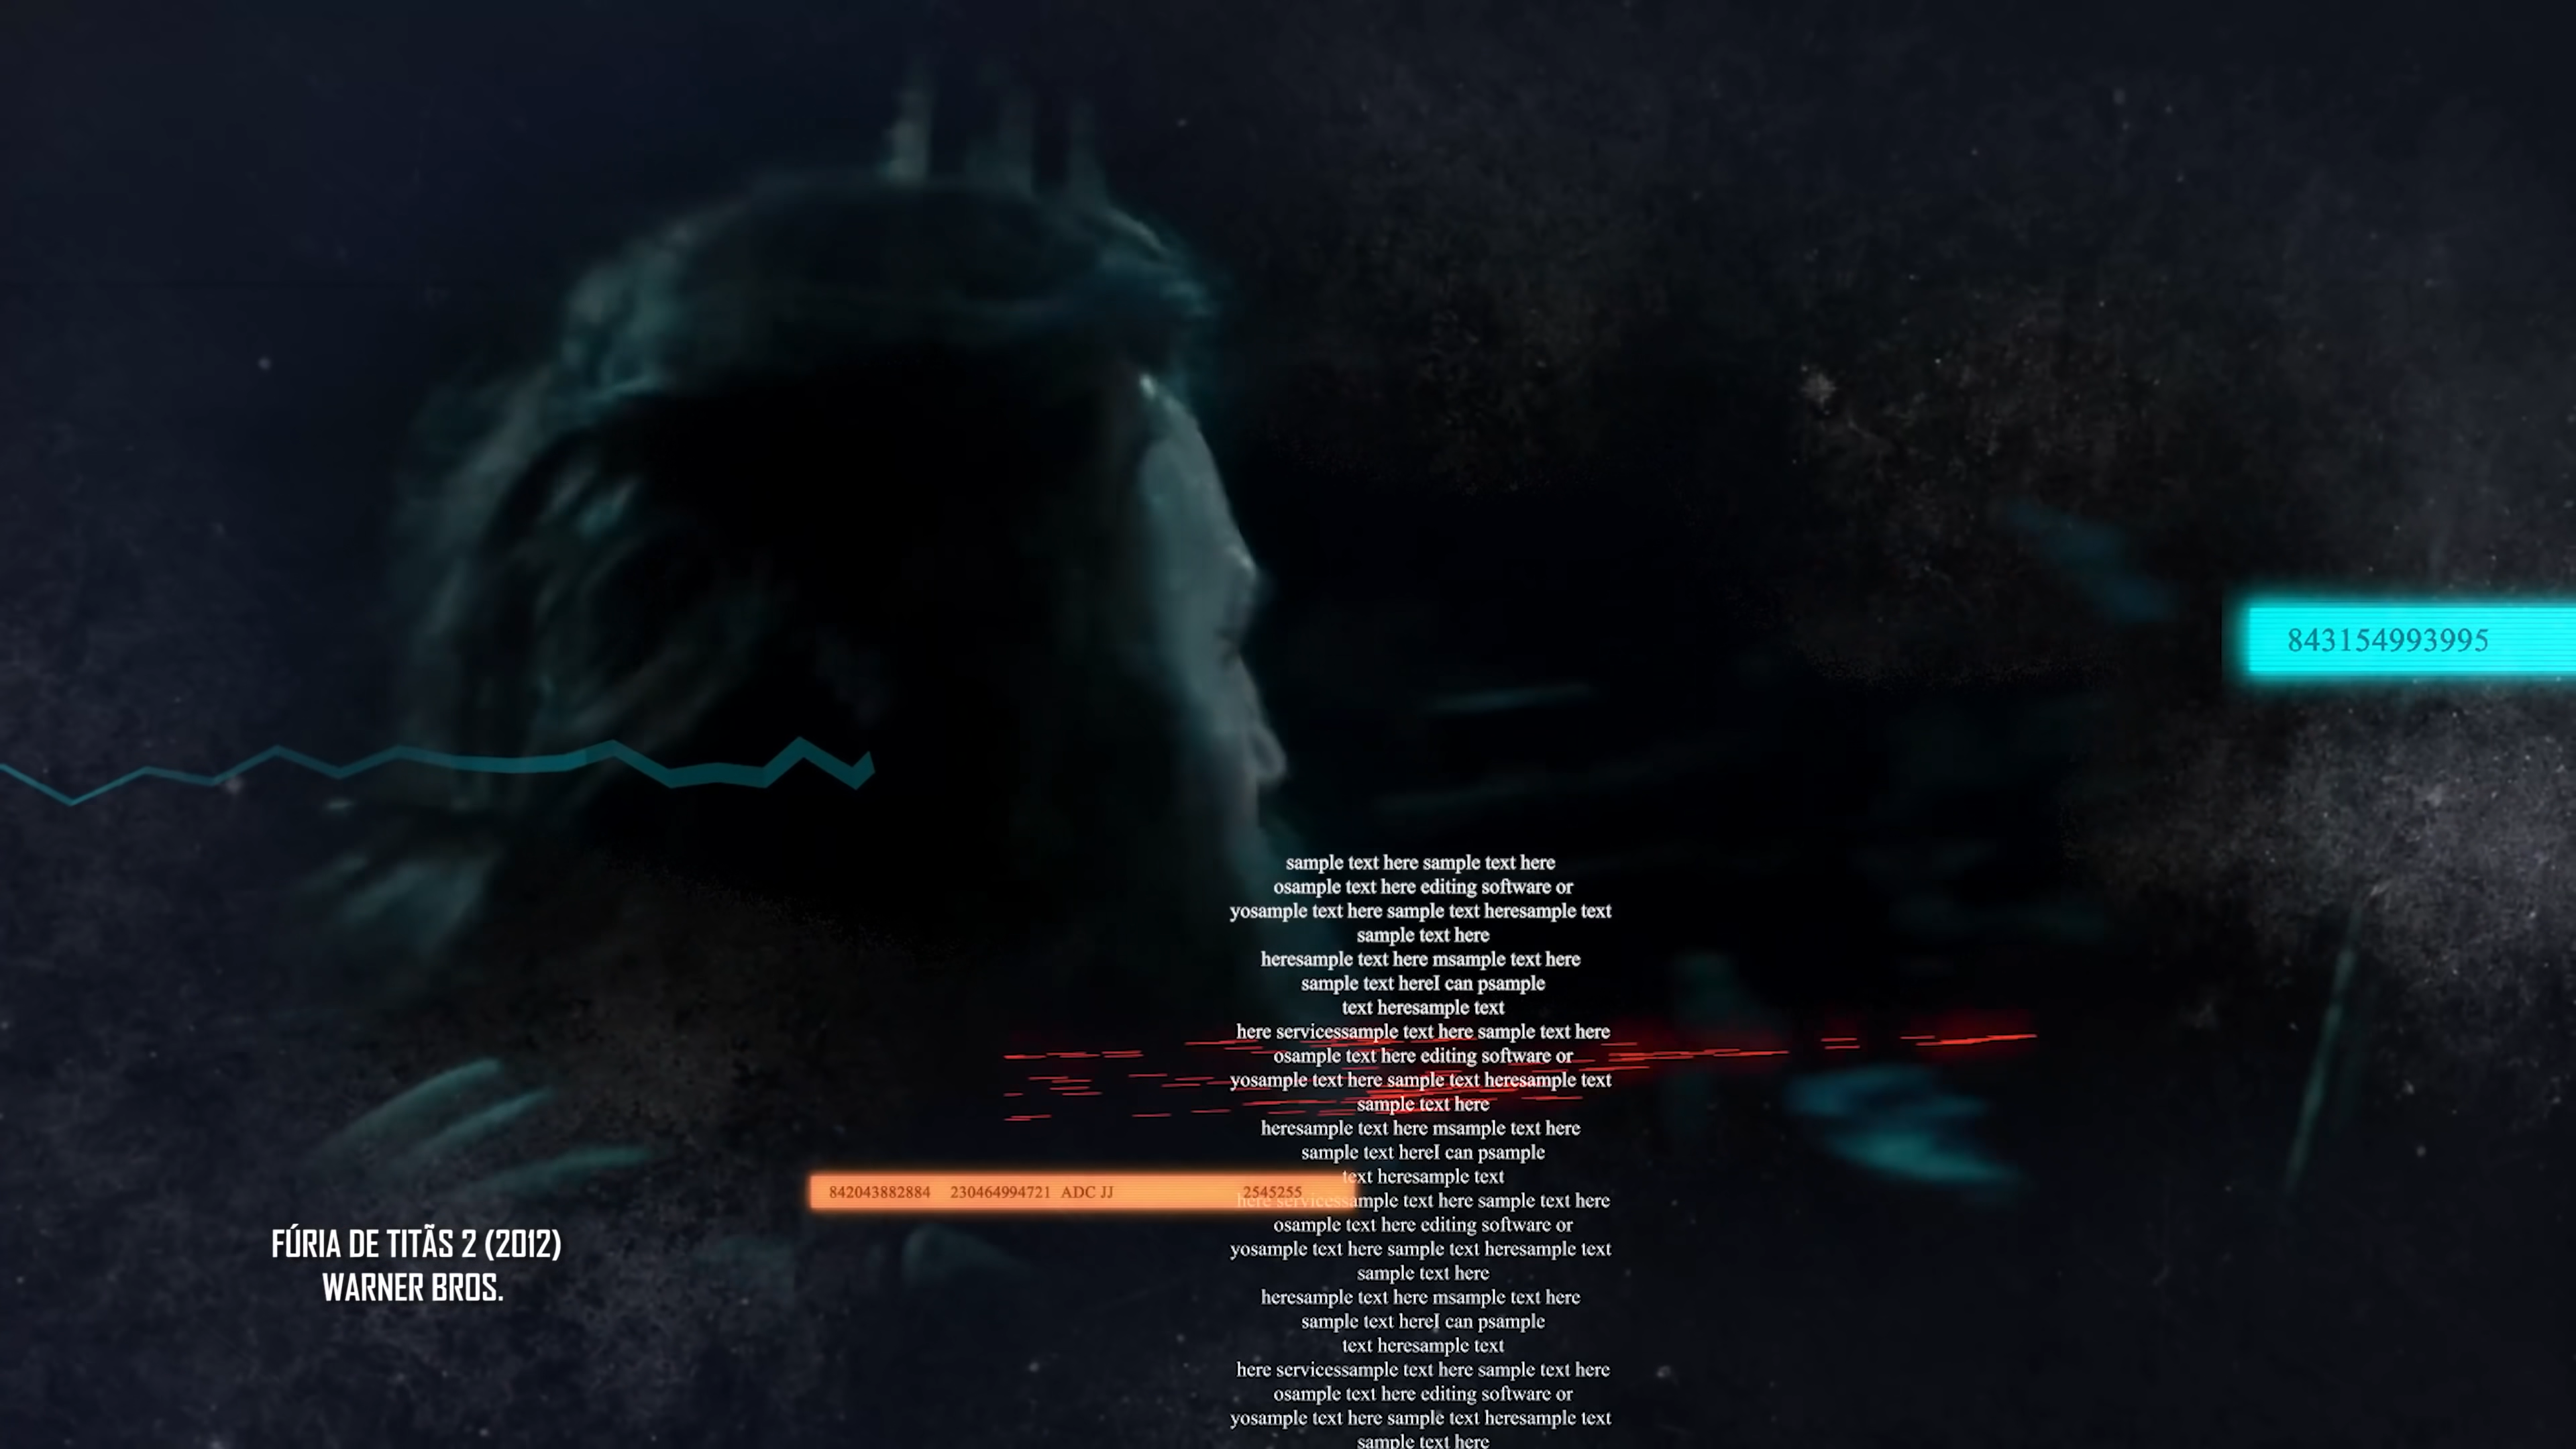 843154993995
sample text here sample text here
osample text here editing software or
yosample text here sample text heresample text
sample text here
heresample text here msample text here
sample text hereI can psample
text heresample text
here servicessample text here sample text here
osample text here editing software or
yosample text here sample text heresample text
sample text here
heresample text here msample text here
sample text hereI can psample
text heresample text
842043882884 230464994721 ADC JJ 2545255
here servicessample text here sample text here
osample text here editing software or
yosample text here sample text heresample text
sample text here
heresample text here msample text here
sample text hereI can psample
text heresample text
here servicessample text here sample text here
osample text here editing software or
yosample text here sample text heresample text
sample text here
FÚRIA DE TITÃS 2 (2012)
WARNER BROS.